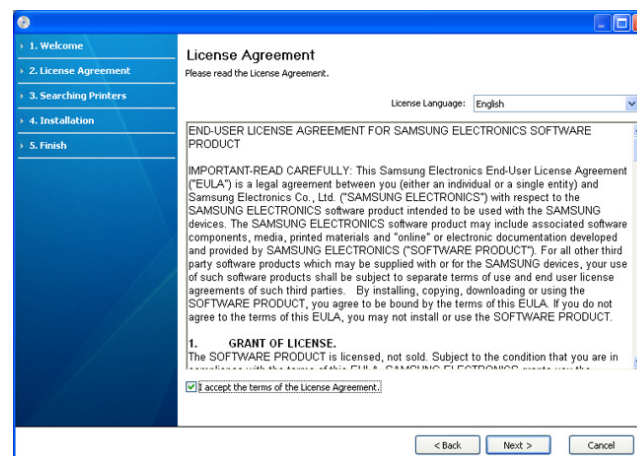 1. Welcome
2. License Agreement
3. Searching Printers
4. Installation
5. Finish
License Agreement
Please read the License Agreement.
License Language: English
END-USER LICENSE AGREEMENT FOR SAMSUNG ELECTRONICS SOFTWARE
PRODUCT
IMPORTANT-READ CAREFULLY: This Samsung Electronics End-User License Agreement
("EULA") is a legal agreement between you (either an individual or a single entity) and
Samsung Electronics Co., Ltd. ("SAMSUNG ELECTRONICS") with respect to the
SAMSUNG ELECTRONICS software product intended to be used with the SAMSUNG
devices. The SAMSUNG ELECTRONICS software product may include associated software
components, media, printed materials and "online" or electronic documentation developed
and provided by SAMSUNG ELECTRONICS ("SOFTWARE PRODUCT"). For all other third
party software products which may be supplied with or for the SAMSUNG devices, your use
of such software products shall be subject to separate terms of use and end user license
agreements of such third parties. By installing, copying, downloading or using the
SOFTWARE PRODUCT, you agree to be bound by the terms of this EULA. If you do not
agree to the terms of this EULA, you may not install or use the SOFTWARE PRODUCT.
1. GRANT OF LICENSE.
The SOFTWARE PRODUCT is licensed, not sold. Subject to the condition that you are in
I accept the terms of the License Agreement.
< Back Next > Cancel